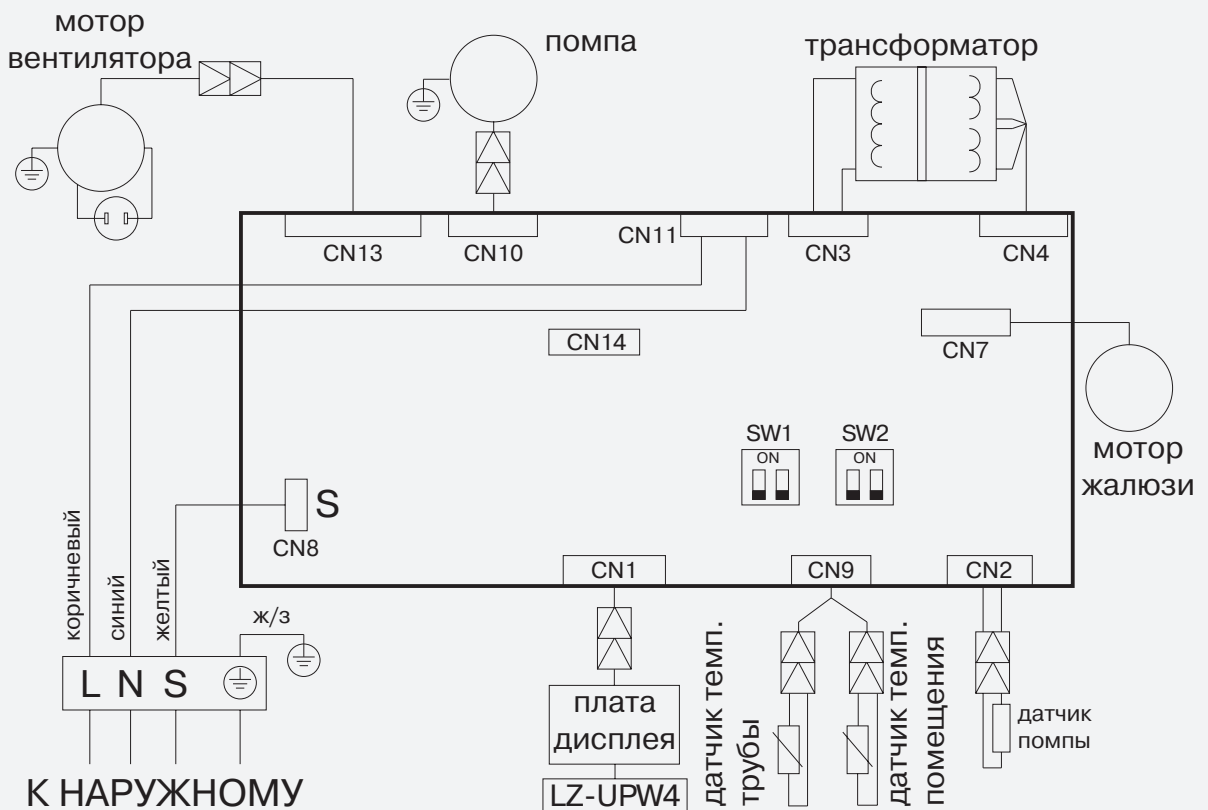 мотор
вентилятора
помпа
трансформатор
CN13
CN10
CN11
CN3
CN4
CN14
CN7
мотор
жалюзи
SW1
SW2
ON
ON
S
CN8
CN1
CN9
CN2
коричневый
синий
желтый
ж/з
L N S
плата
дисплея
LZ-UPW4
датчик темп.
трубы
датчик темп.
помещения
датчик
помпы
К НАРУЖНОМУ